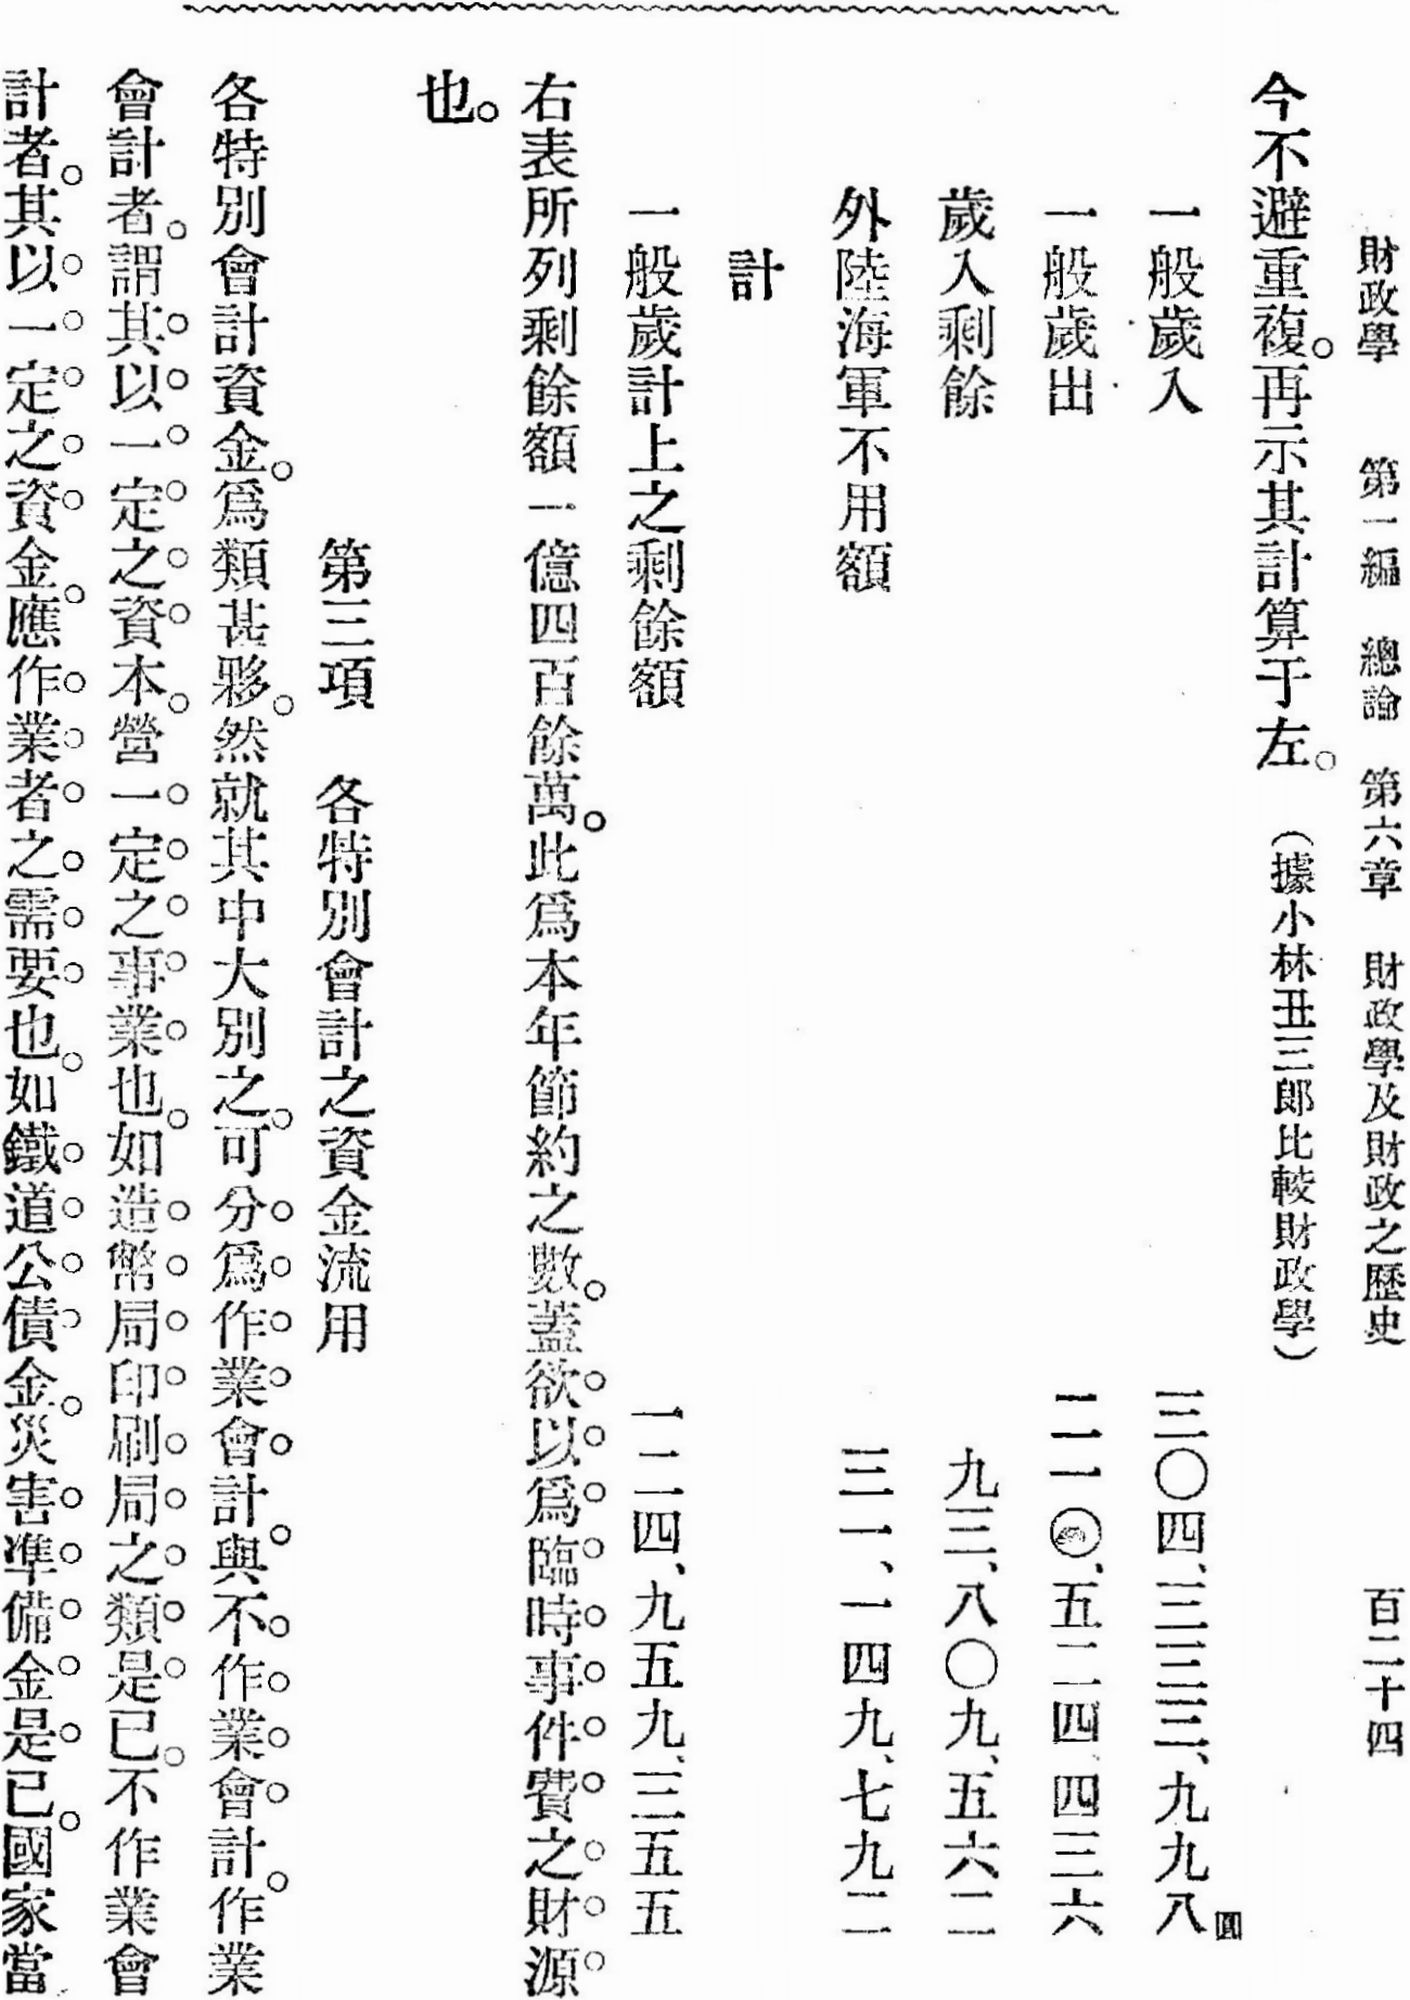 財政學 第一編 總論 第六章 財政學及財政之歷史 百二十四
今不避重複。再示其計算于左。（據小林丑三郞比較財政學）
一般歲入 三〇四、三三三、九九八圓
一般歲出 二一〇、五二四、四三六
歲入剩餘 九三、八〇九、五六二
外陸海軍不用額 三一、一四九、七九二
計
一般歲計上之剩餘額 一二四、九五九、三五五
右表所列剩餘額一億四百餘萬。此爲本年節約之數。蓋欲以爲臨時事件費之財源
也。
第三項 各特別會計之資金流用
各特別會計資金。爲類甚夥。然就其中大別之。可分爲作業會計。與不作業會計。作業
會計者。謂其以一定之資本。營一定之事業也。如造幣局印刷局之類是已。不作業會
計者。其以一定之資金。應作業者之需要也。如鐵道公債金。災害準備金是已。國家當